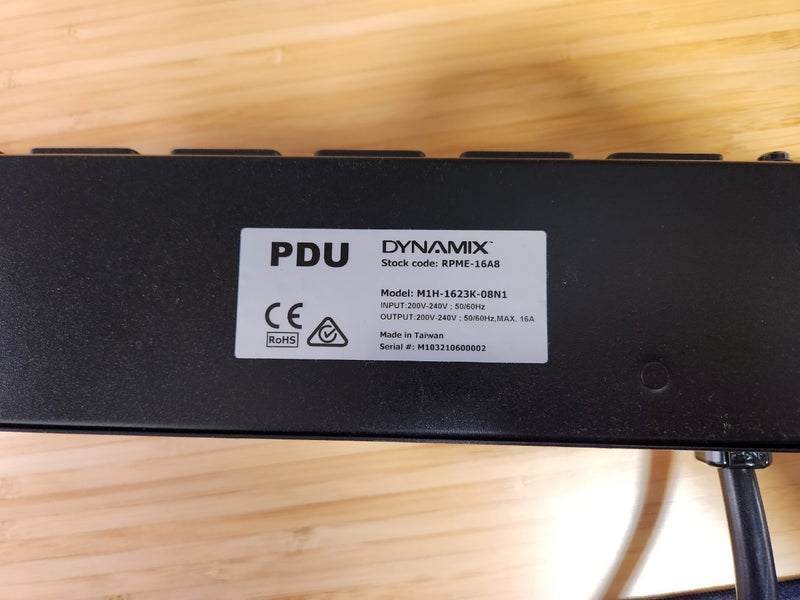 PDU
DYNAMIX™
Stock code: RPME-16A8
Model: M1H-1623K-08N1
INPUT:200V-240V ; 50/60Hz
OUTPUT:200V-240V ; 50/60Hz,MAX. 16A
CE
RoHS
Made in Taiwan
Serial #: M103210600002